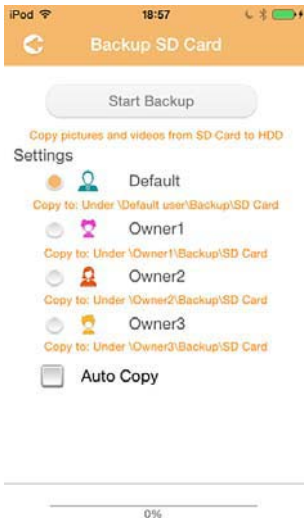 iPod 18:57
Backup SD Card
Start Backup
Copy pictures and videos from SD Card to HDD
Settings
Default
Copy to: Under \Default user\Backup\SD Card
Owner1
Copy to: Under \Owner1\Backup\SD Card
Owner2
Copy to: Under \Owner2\Backup\SD Card
Owner3
Copy to: Under \Owner3\Backup\SD Card
Auto Copy
0%